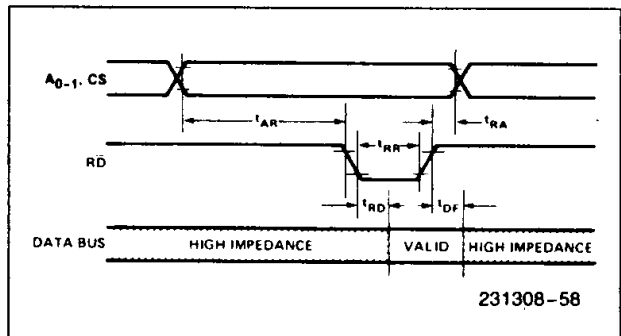 A0-1, CS
tAR
tRA
RD
tRR
tRD
tDF
DATA BUS
HIGH IMPEDANCE
VALID
HIGH IMPEDANCE
231308-58